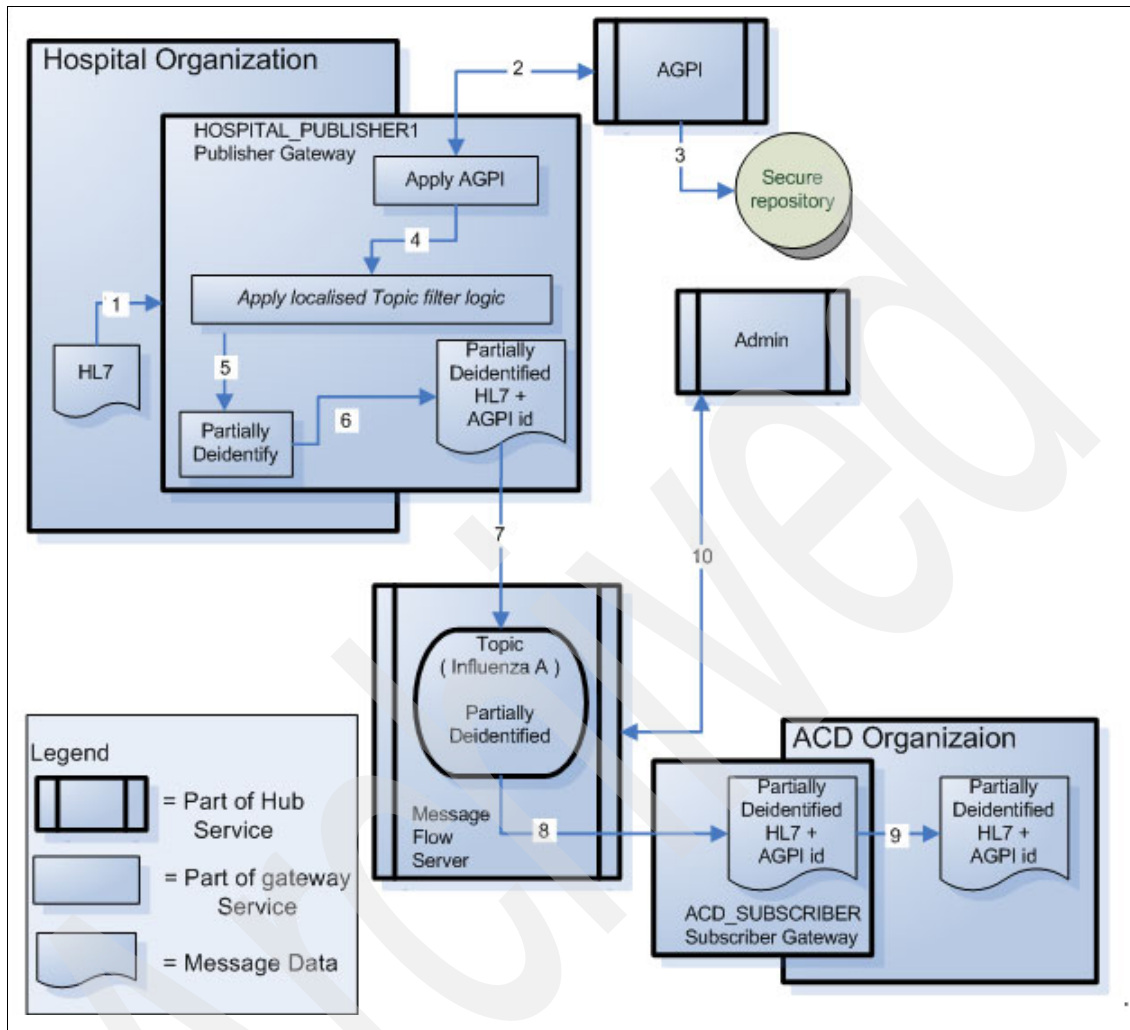 Hospital Organization
2
AGPI
HOSPITAL_PUBLISHER1
Publisher Gateway
Apply AGPI
3
Secure
repository
4
1
Apply localised Topic filter logic
HL7
5
Partially
Deidentify
6
Partially
Deidentified
HL7 +
AGPI id
Admin
7
10
Topic
( Influenza A )
Partially
Deidentified
Message
Flow
Server
8
ACD Organizaion
Partially
Deidentified
HL7 +
AGPI id
9
Partially
Deidentified
HL7 +
AGPI id
ACD_SUBSCRIBER
Subscriber Gateway
Legend
= Part of Hub
Service
= Part of gateway
Service
= Message Data
Archived